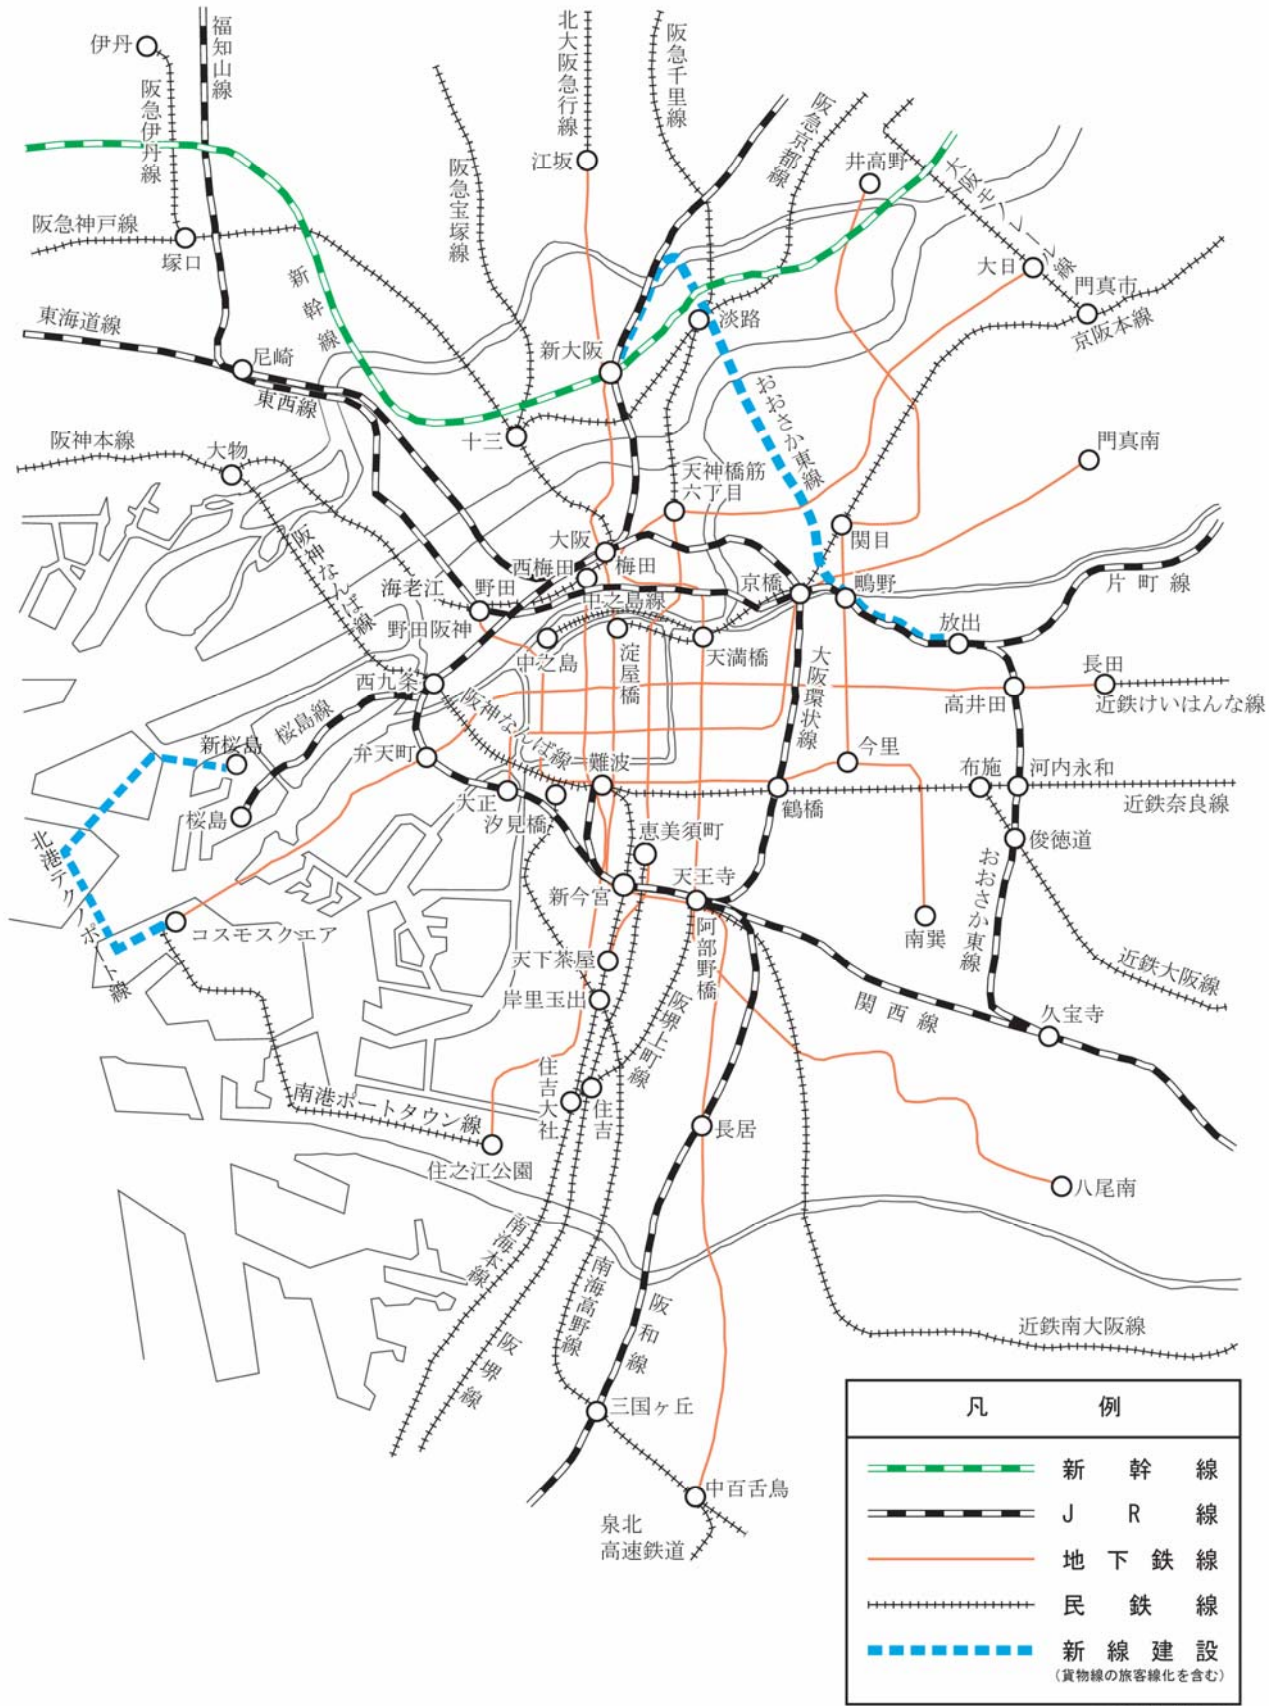 伊丹
福知山線
北大阪急行線
阪急千里線
阪急伊丹線
阪急宝塚線
阪急京都線
江坂
井高野
大阪モノレール線
阪急神戸線
塚口
新幹線
大日
門真市
京阪本線
東海道線
尼崎
東西線
新大阪
淡路
おおさか東線
阪神本線
大物
十三
天神橋筋
六丁目
門真南
関目
阪神なんば線
大阪
西梅田
梅田
海老江
野田
野田阪神
中之島線
京橋
鴫野
片町線
放出
中之島
淀屋橋
天満橋
大阪環状線
長田
高井田
近鉄けいはんな線
西九条
阪神なんば線
桜島線
新桜島
弁天町
難波
今里
布施
河内永和
近鉄奈良線
大正
汐見橋
鶴橋
桜島
恵美須町
俊徳道
北港テクノポート線
コスモスクエア
新今宮
天王寺
阿部野橋
南巽
おおさか東線
近鉄大阪線
天下茶屋
岸里玉出
阪堺上町線
関西線
久宝寺
南港ポートタウン線
住吉大社
住吉
長居
住之江公園
八尾南
南海本線
南海高野線
阪堺線
阪和線
近鉄南大阪線
三国ヶ丘
中百舌鳥
泉北
高速鉄道
凡例
新幹線
JR線
地下鉄線
民鉄線
新線建設
(貨物線の旅客線化を含む)